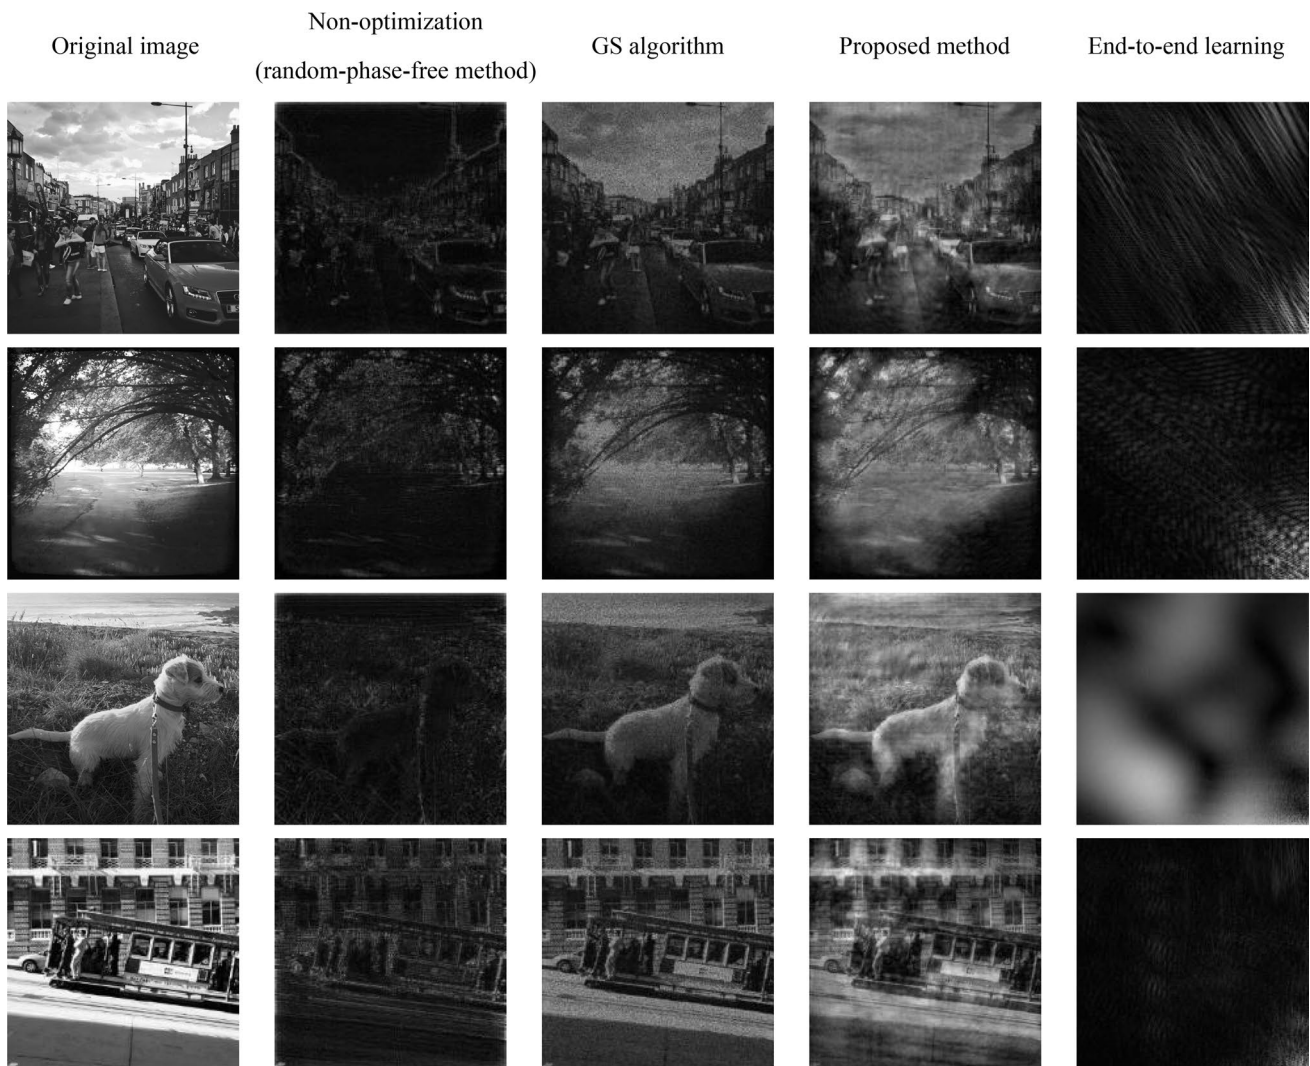 Original image
Non-optimization
(random-phase-free method)
GS algorithm
Proposed method
End-to-end learning